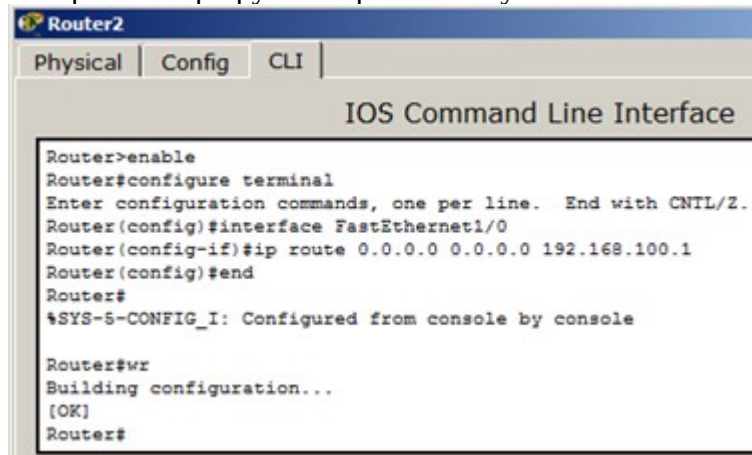 Router2
Physical Config CLI
IOS Command Line Interface
Router>enable
Router#configure terminal
Enter configuration commands, one per line. End with CNTL/Z.
Router(config)#interface FastEthernet1/0
Router(config-if)#ip route 0.0.0.0 0.0.0.0 192.168.100.1
Router(config)#end
Router#
%SYS-5-CONFIG_I: Configured from console by console
Router#wr
Building configuration...
[OK]
Router#